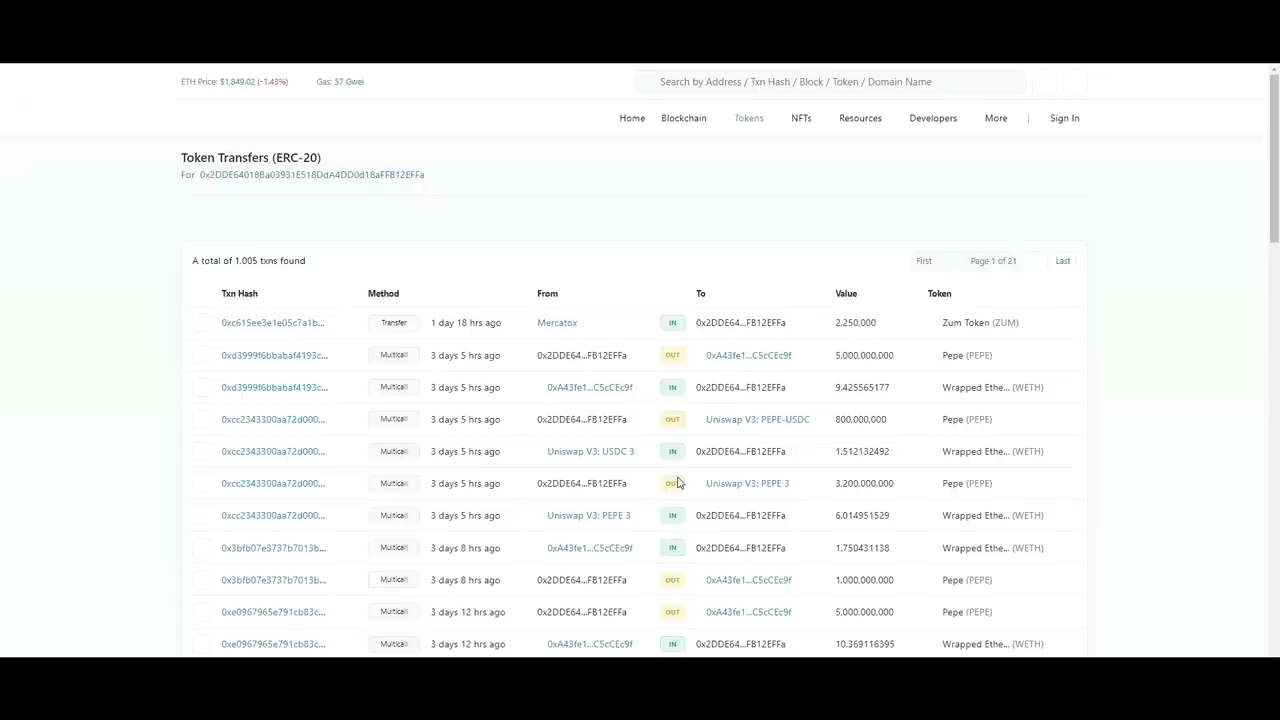 ETH Price: $1,849.02 (-1.43%) Gas: 57 Gwei Search by Address / Txn Hash / Block / Token / Domain Name
Home Blockchain Tokens NFTs Resources Developers More | Sign In
Token Transfers (ERC-20)
For 0x2DDE64018Ba03931E518DdA4DD0d18aFFB12EFFa
A total of 1.005 txns found First Page 1 of 21 Last
Txn Hash Method From To Value Token
0xc615ee3e1e05c7a1b... Transfer 1 day 18 hrs ago Mercatox IN 0x2DDE64...FB12EFFa 2,250.000 Zum Token (ZUM)
0xd3999f6bbabaf4193c... Multicall 3 days 5 hrs ago 0x2DDE64...FB12EFFa OUT 0xA43fe1...C5cCEc9f 5,000,000,000 Pepe (PEPE)
0xd3999f6bbabaf4193c... Multicall 3 days 5 hrs ago 0xA43fe1...C5cCEc9f IN 0x2DDE64...FB12EFFa 9.425565177 Wrapped Ethe... (WETH)
0xcc2343300aa72d000... Multicall 3 days 5 hrs ago 0x2DDE64...FB12EFFa OUT Uniswap V3: PEPE-USDC 800,000,000 Pepe (PEPE)
0xcc2343300aa72d000... Multicall 3 days 5 hrs ago Uniswap V3: USDC 3 IN 0x2DDE64...FB12EFFa 1.512132492 Wrapped Ethe... (WETH)
0xcc2343300aa72d000... Multicall 3 days 5 hrs ago 0x2DDE64...FB12EFFa OUT Uniswap V3: PEPE 3 3,200,000,000 Pepe (PEPE)
0xcc2343300aa72d000... Multicall 3 days 5 hrs ago Uniswap V3: PEPE 3 IN 0x2DDE64...FB12EFFa 6.014951529 Wrapped Ethe... (WETH)
0x3bfb07e3737b7013b... Multicall 3 days 8 hrs ago 0xA43fe1...C5cCEc9f IN 0x2DDE64...FB12EFFa 1.750431138 Wrapped Ethe... (WETH)
0x3bfb07e3737b7013b... Multicall 3 days 8 hrs ago 0x2DDE64...FB12EFFa OUT 0xA43fe1...C5cCEc9f 1,000,000,000 Pepe (PEPE)
0xe0967965e791cb83c... Multicall 3 days 12 hrs ago 0x2DDE64...FB12EFFa OUT 0xA43fe1...C5cCEc9f 5,000,000,000 Pepe (PEPE)
0xe0967965e791cb83c... Multicall 3 days 12 hrs ago 0xA43fe1...C5cCEc9f IN 0x2DDE64...FB12EFFa 10.369116395 Wrapped Ethe... (WETH)